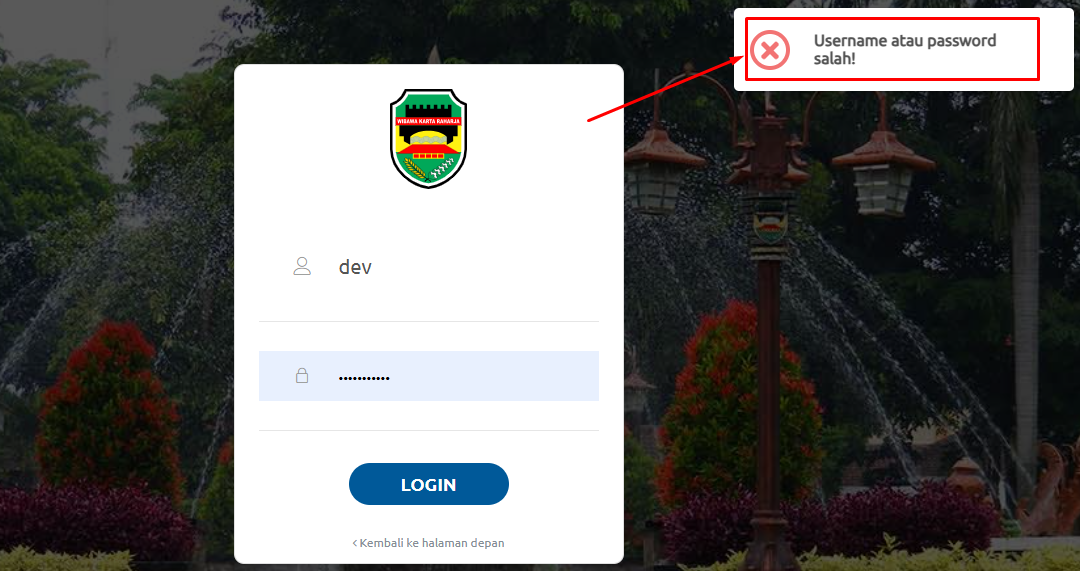 Username atau password
salah!
WIBAWA KARTA RAHARJA
dev
LOGIN
Kembali ke halaman depan